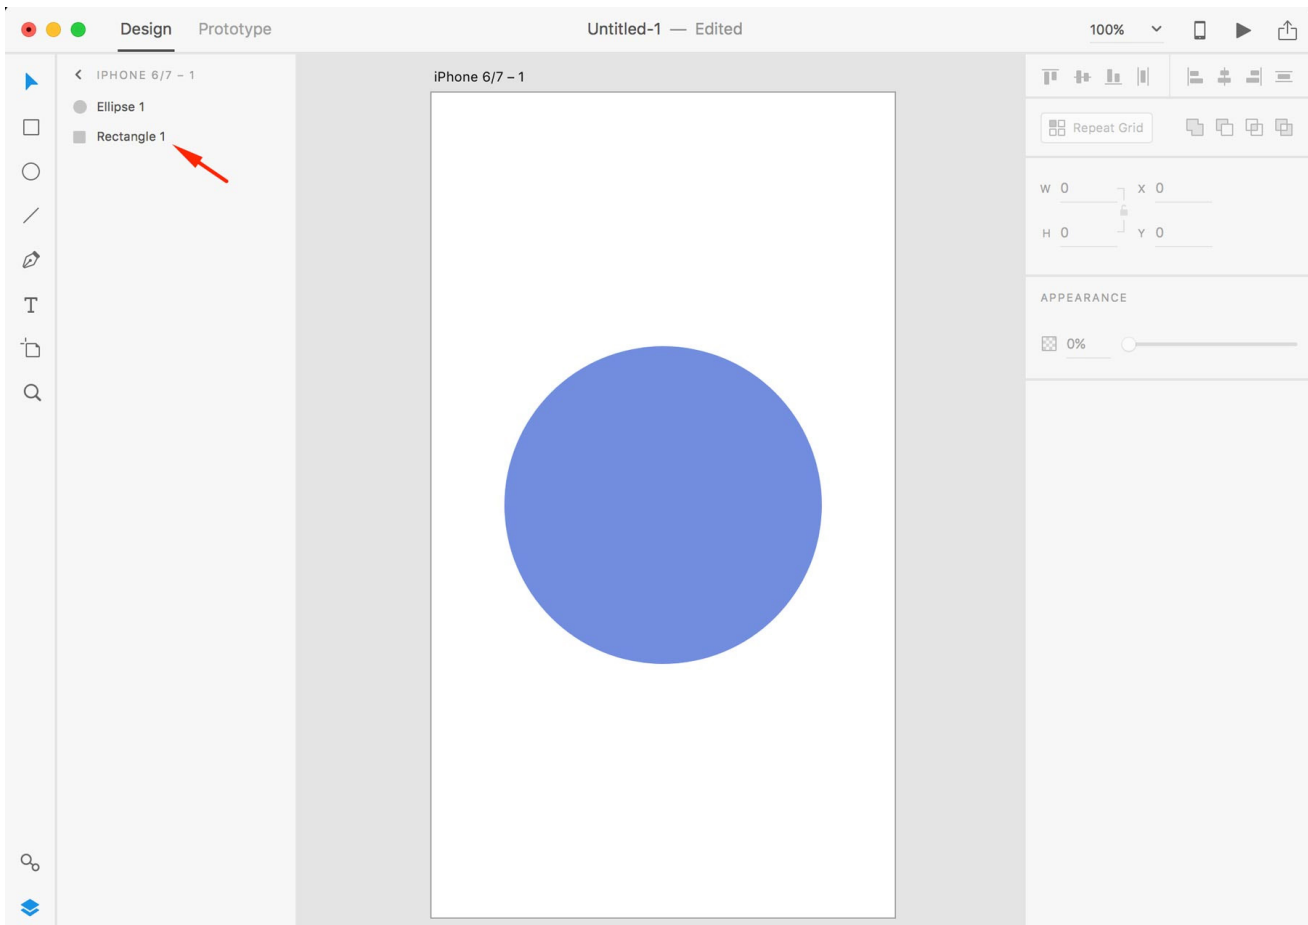 Design Prototype Untitled-1 — Edited 100%
IPHONE 6/7 – 1
Ellipse 1
Rectangle 1
T
iPhone 6/7 – 1
Repeat Grid
W 0 X 0
H 0 Y 0
APPEARANCE
0%